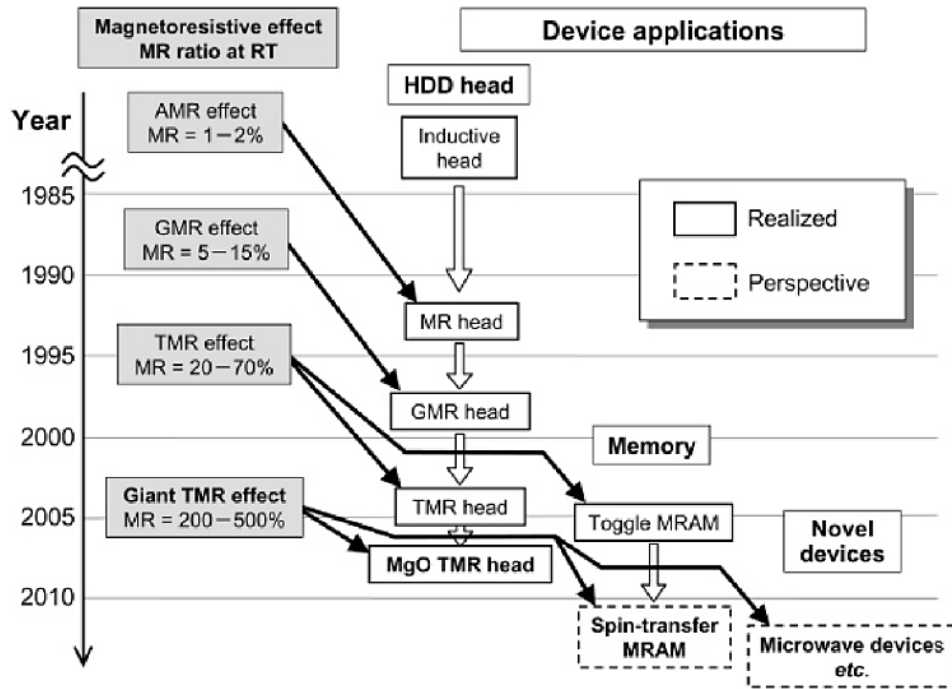 Magnetoresistive effect
MR ratio at RT
Device applications
HDD head
Year
AMR effect
MR = 1−2%
Inductive
head
1985
Realized
GMR effect
MR = 5−15%
1990
Perspective
MR head
TMR effect
MR = 20−70%
1995
GMR head
2000
Memory
Giant TMR effect
MR = 200−500%
2005
TMR head
Toggle MRAM
Novel
devices
MgO TMR head
2010
Spin-transfer
MRAM
Microwave devices
etc.